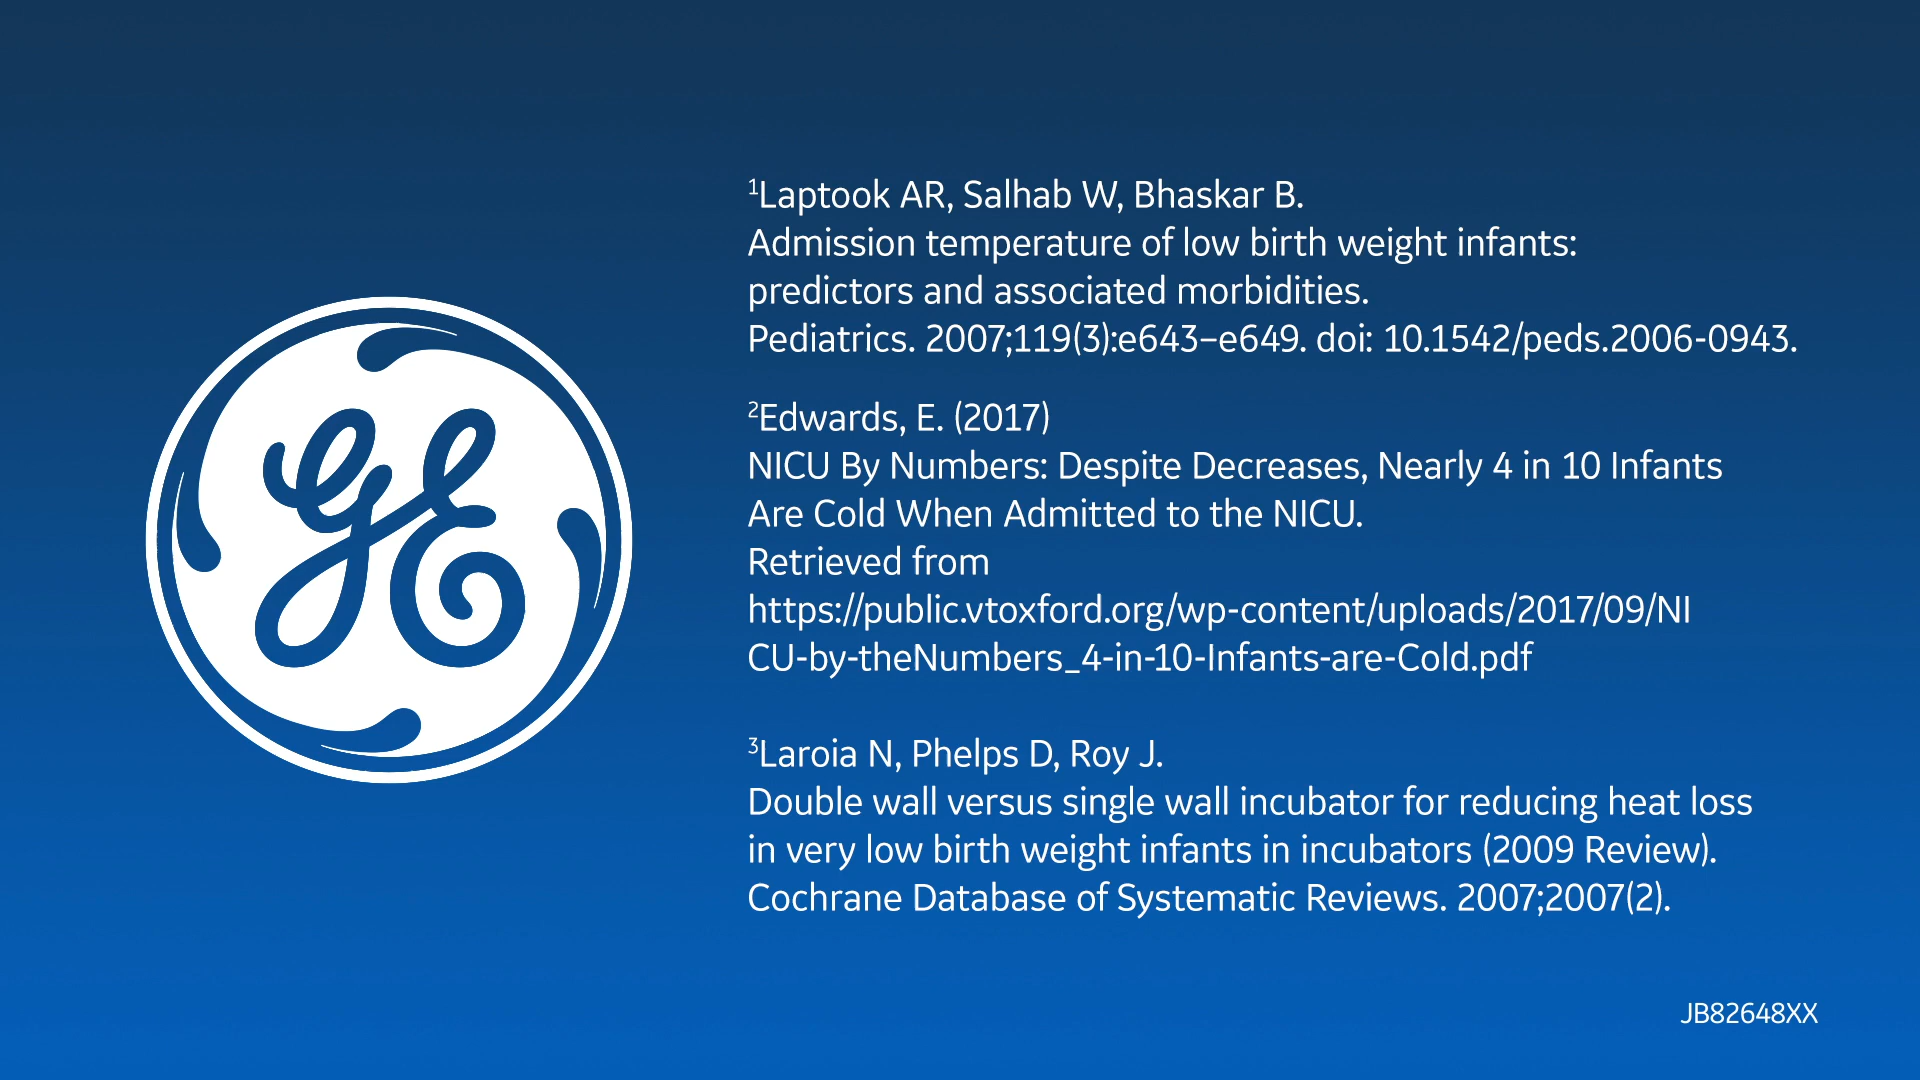 GE
¹Laptook AR, Salhab W, Bhaskar B.
Admission temperature of low birth weight infants:
predictors and associated morbidities.
Pediatrics. 2007;119(3):e643–e649. doi: 10.1542/peds.2006-0943.
²Edwards, E. (2017)
NICU By Numbers: Despite Decreases, Nearly 4 in 10 Infants
Are Cold When Admitted to the NICU.
Retrieved from
https://public.vtoxford.org/wp-content/uploads/2017/09/NI
CU-by-theNumbers_4-in-10-Infants-are-Cold.pdf
³Laroia N, Phelps D, Roy J.
Double wall versus single wall incubator for reducing heat loss
in very low birth weight infants in incubators (2009 Review).
Cochrane Database of Systematic Reviews. 2007;2007(2).
JB82648XX